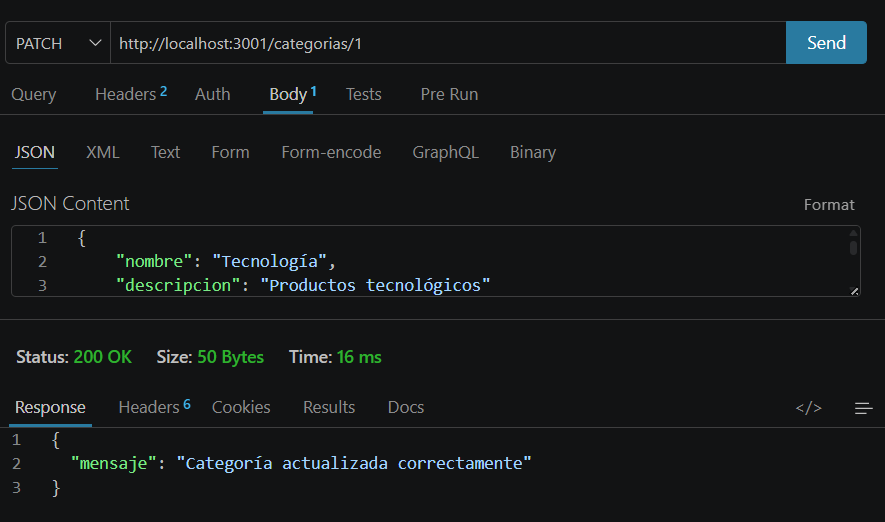 PATCH http://localhost:3001/categorias/1 Send
Query Headers 2 Auth Body 1 Tests Pre Run
JSON XML Text Form Form-encode GraphQL Binary
JSON Content Format
1 {
2 "nombre": "Tecnología",
3 "descripcion": "Productos tecnológicos"
Status: 200 OK Size: 50 Bytes Time: 16 ms
Response Headers 6 Cookies Results Docs </>
1 {
2 "mensaje": "Categoría actualizada correctamente"
3 }